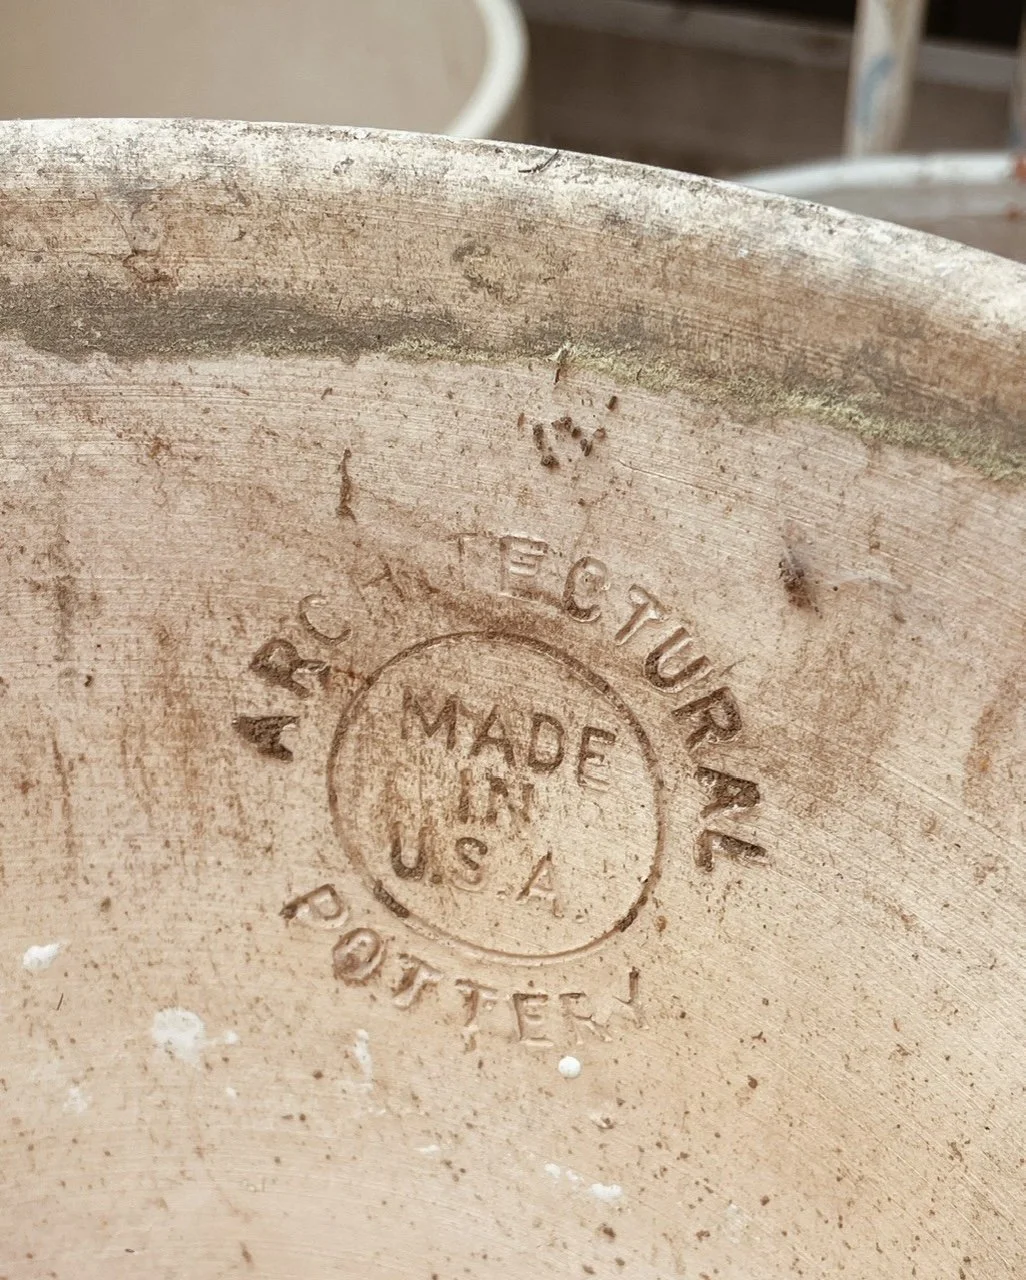 ARCHITECTURAL
MADE
IN
U.S.A.
POTTERY